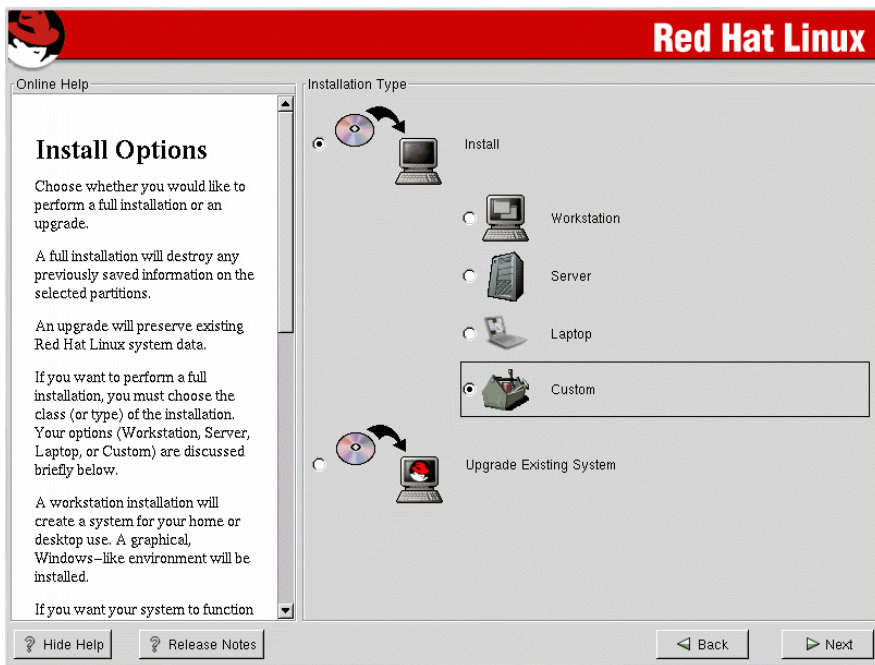 Red Hat Linux
Online Help
Install Options
Choose whether you would like to
perform a full installation or an
upgrade.
A full installation will destroy any
previously saved information on the
selected partitions.
An upgrade will preserve existing
Red Hat Linux system data.
If you want to perform a full
installation, you must choose the
class (or type) of the installation.
Your options (Workstation, Server,
Laptop, or Custom) are discussed
briefly below.
A workstation installation will
create a system for your home or
desktop use. A graphical,
Windows-like environment will be
installed.
If you want your system to function
Installation Type
Install
Workstation
Server
Laptop
Custom
Upgrade Existing System
Hide Help
Release Notes
Back
Next